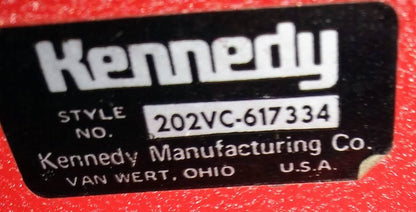 Kennedy
STYLE
NO. 202VC-617334
Kennedy Manufacturing Co.
VAN WERT, OHIO U.S.A.